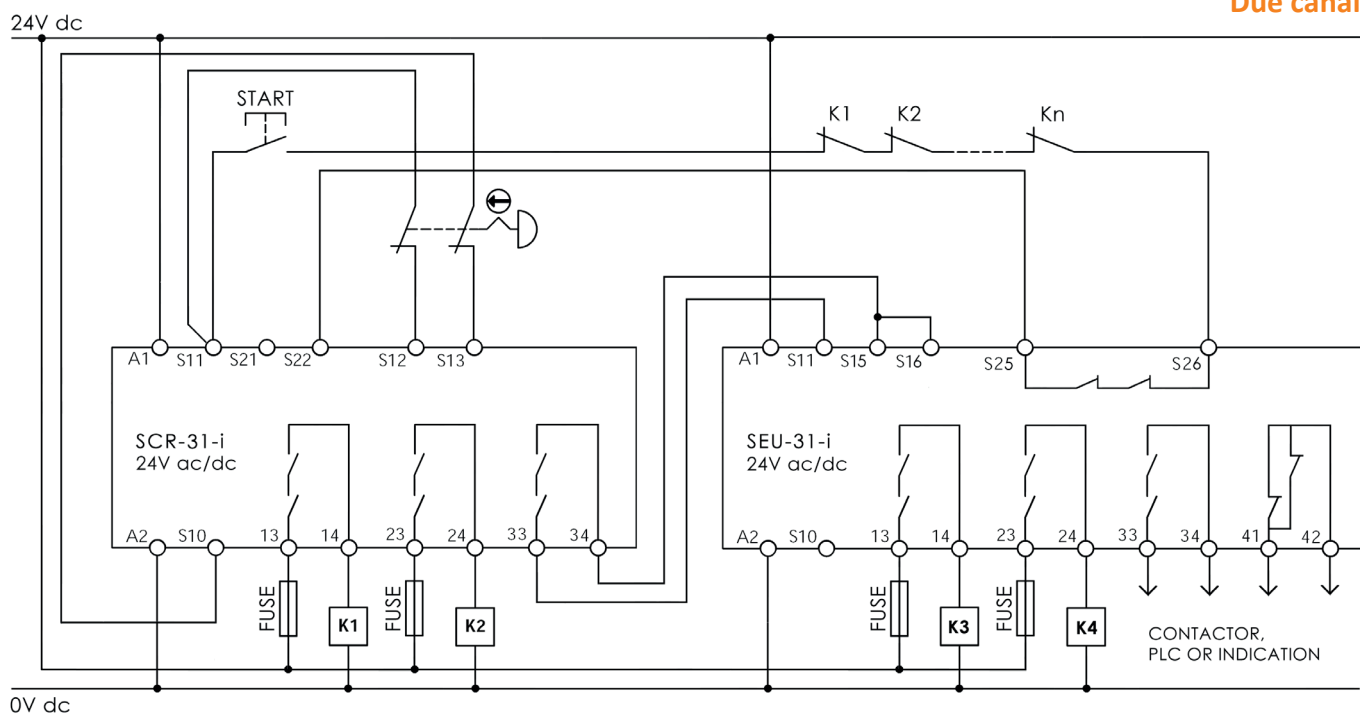 Due canal
24V dc
START
K1 K2 Kn
A1 S11 S21 S22 S12 S13
A1 S11 S15 S16 S25 S26
SCR-31-i
24V ac/dc
SEU-31-i
24V ac/dc
A2 S10 13 14 23 24 33 34
A2 S10 13 14 23 24 33 34 41 42
FUSE K1 FUSE K2
FUSE K3 FUSE K4
CONTACTOR,
PLC OR INDICATION
0V dc